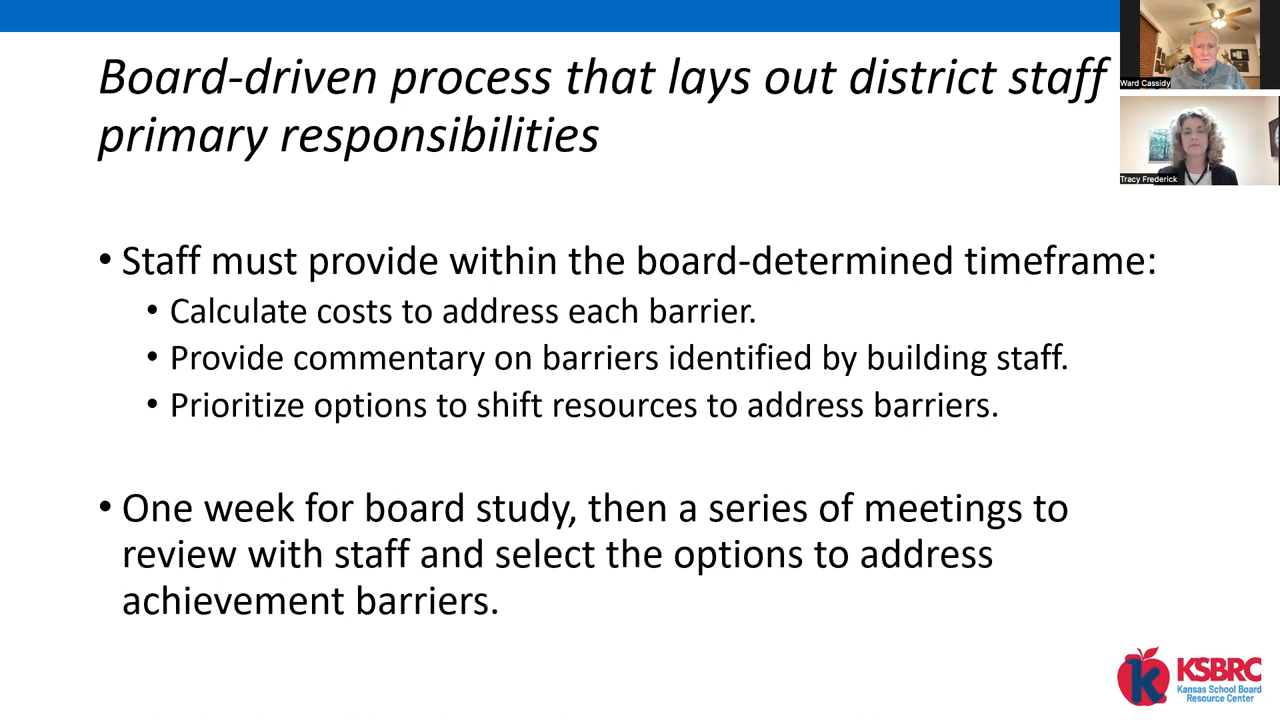 Board-driven process that lays out district staff
primary responsibilities
Ward Cassidy
Tracy Frederick
• Staff must provide within the board-determined timeframe:
• Calculate costs to address each barrier.
• Provide commentary on barriers identified by building staff.
• Prioritize options to shift resources to address barriers.
• One week for board study, then a series of meetings to
review with staff and select the options to address
achievement barriers.
k
KSBRC
Kansas School Board
Resource Center